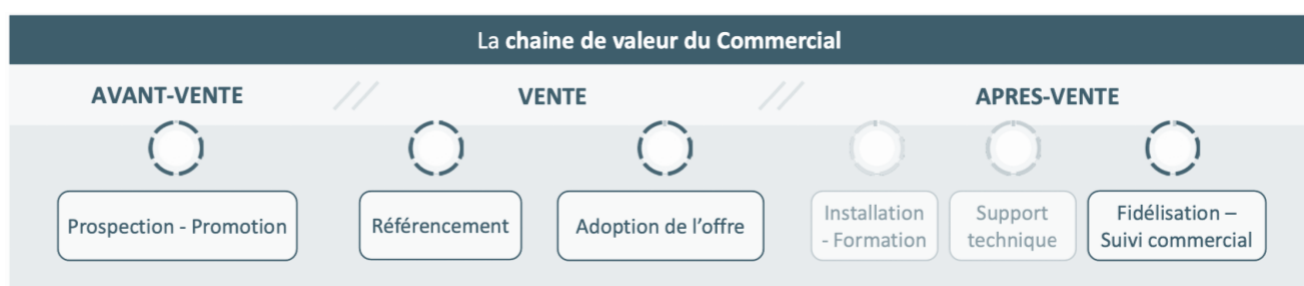 La chaine de valeur du Commercial
AVANT-VENTE // VENTE // APRES-VENTE
Prospection - Promotion
Référencement
Adoption de l'offre
Installation
- Formation
Support
technique
Fidélisation –
Suivi commercial